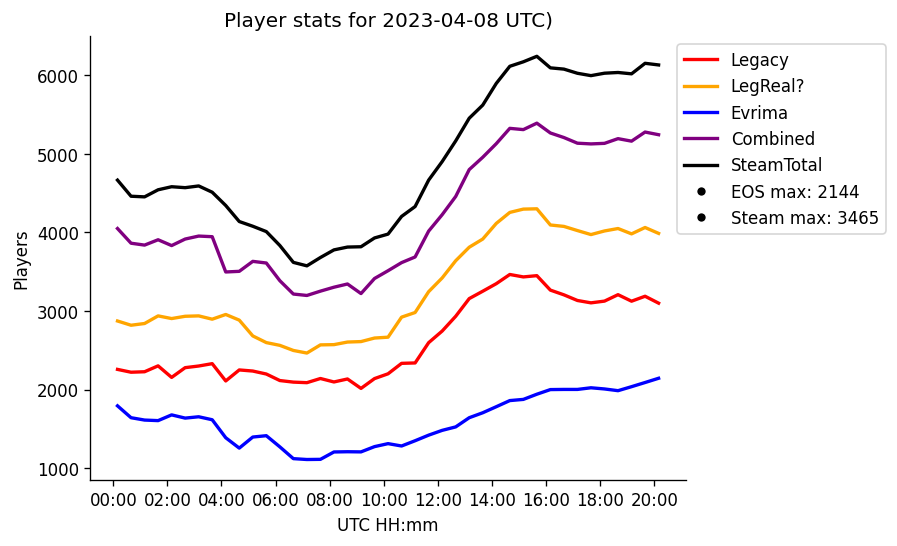 Player stats for 2023-04-08 UTC)
Legacy
LegReal?
Evrima
Combined
SteamTotal
EOS max: 2144
Steam max: 3465
Players
6000
5000
4000
3000
2000
1000
00:00 02:00 04:00 06:00 08:00 10:00 12:00 14:00 16:00 18:00 20:00
UTC HH:mm